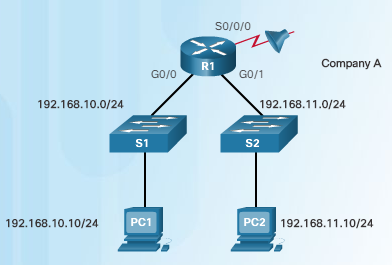 S0/0/0
R1
G0/0
G0/1
Company A
192.168.10.0/24
192.168.11.0/24
S1
S2
192.168.10.10/24
PC1
PC2
192.168.11.10/24